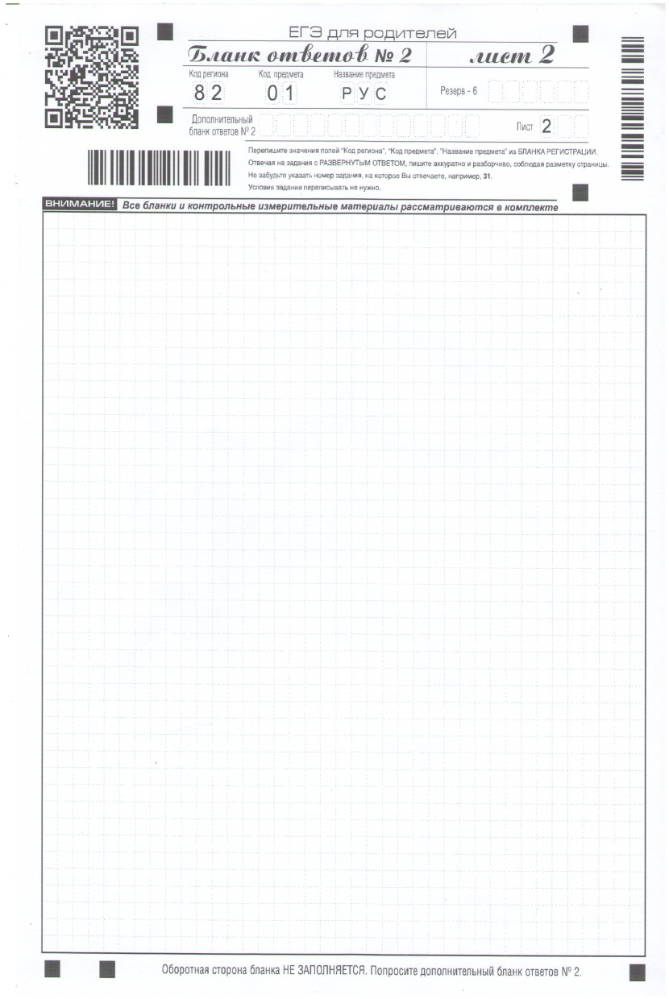 ЕГЭ для родителей
Бланк ответов № 2 лист 2
Код региона Код предмета Название предмета
8 2 0 1 Р У С Резерв - 6
Дополнительный
бланк ответов № 2 Лист 2
Перепишите значения полей "Код региона", "Код предмета", "Название предмета" из БЛАНКА РЕГИСТРАЦИИ.
Отвечая на задания с РАЗВЕРНУТЫМ ОТВЕТОМ, пишите аккуратно и разборчиво, соблюдая разметку страницы.
Не забудьте указать номер задания, на которое Вы отвечаете, например, 31.
Условия задания переписывать не нужно.
ВНИМАНИЕ! Все бланки и контрольные измерительные материалы рассматриваются в комплекте
Оборотная сторона бланка НЕ ЗАПОЛНЯЕТСЯ. Попросите дополнительный бланк ответов № 2.